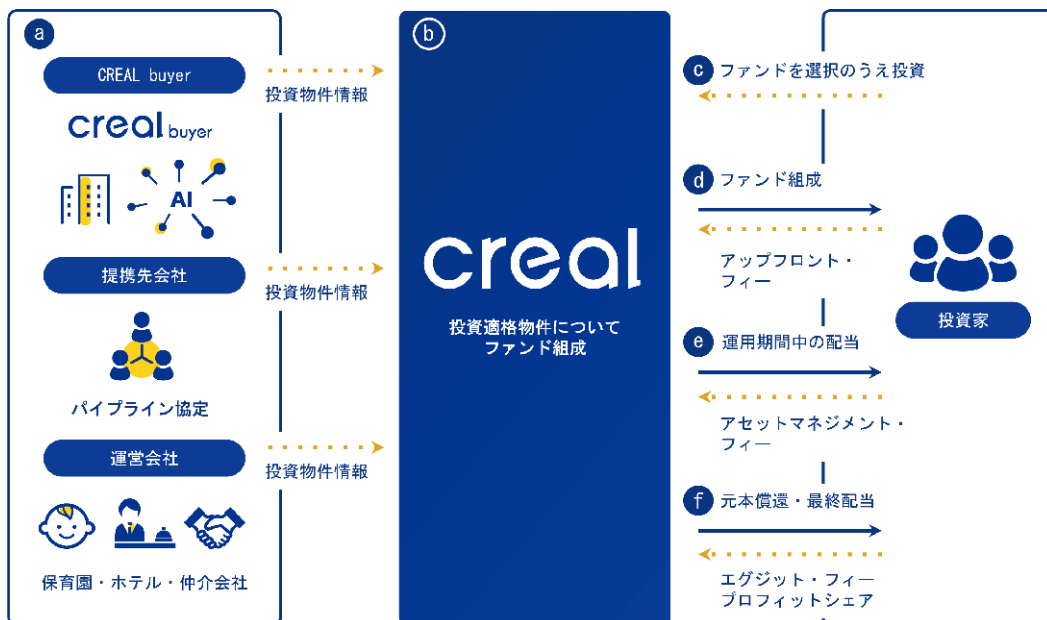 a
CREAL buyer
creal buyer
AI
提携先会社
パイプライン協定
運営会社
保育園・ホテル・仲介会社
投資物件情報
投資物件情報
投資物件情報
b
creal
投資適格物件について
ファンド組成
c ファンドを選択のうえ投資
d ファンド組成
アップフロント・
フィー
e 運用期間中の配当
アセットマネジメント・
フィー
f 元本償還・最終配当
エグジット・フィー
プロフィットシェア
投資家